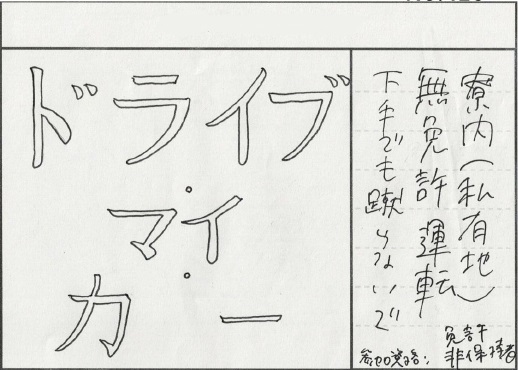 ドライブ
・
マイ
・
カー
寮内(私有地)
無免許運転
下手でも蹴らないで
参加資格:免許
非保持者